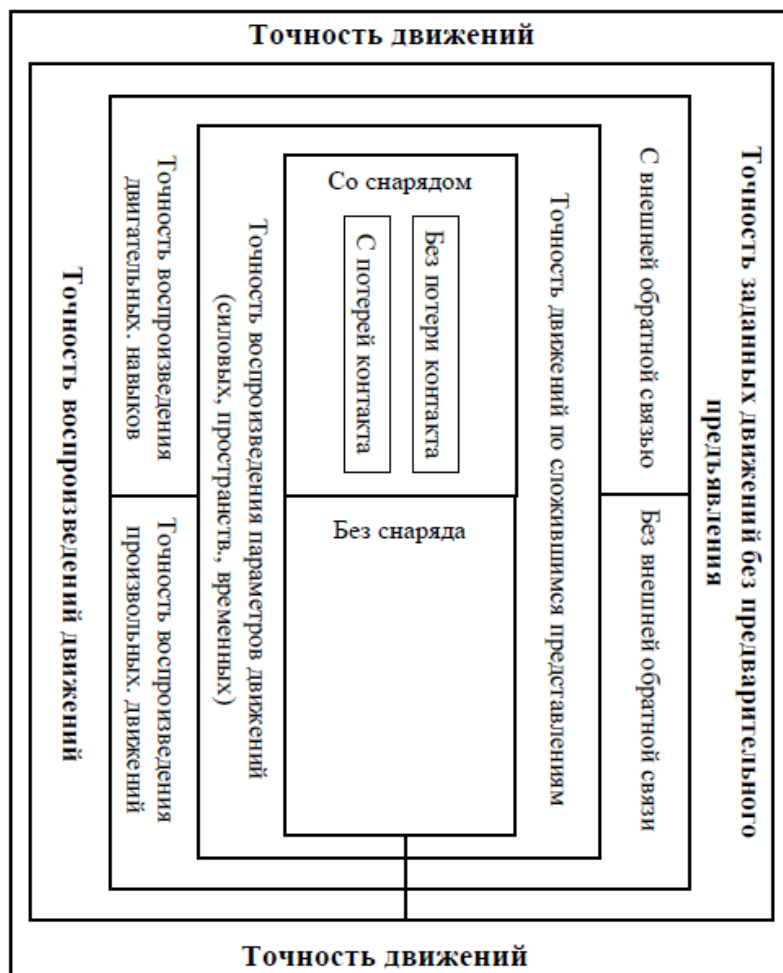 Точность движений
Точность воспроизведений движений
Точность воспроизведения
двигательных. навыков
Точность воспроизведения
произвольных. движений
Точность воспроизведения параметров движений
(силовых, пространств., временных)
Со снарядом
С потерей контакта
Без потери контакта
Без снаряда
Точность движений по сложившимся представлениям
С внешней обратной связью
Без внешней обратной связи
Точность заданных движений без предварительного
предъявления
Точность движений